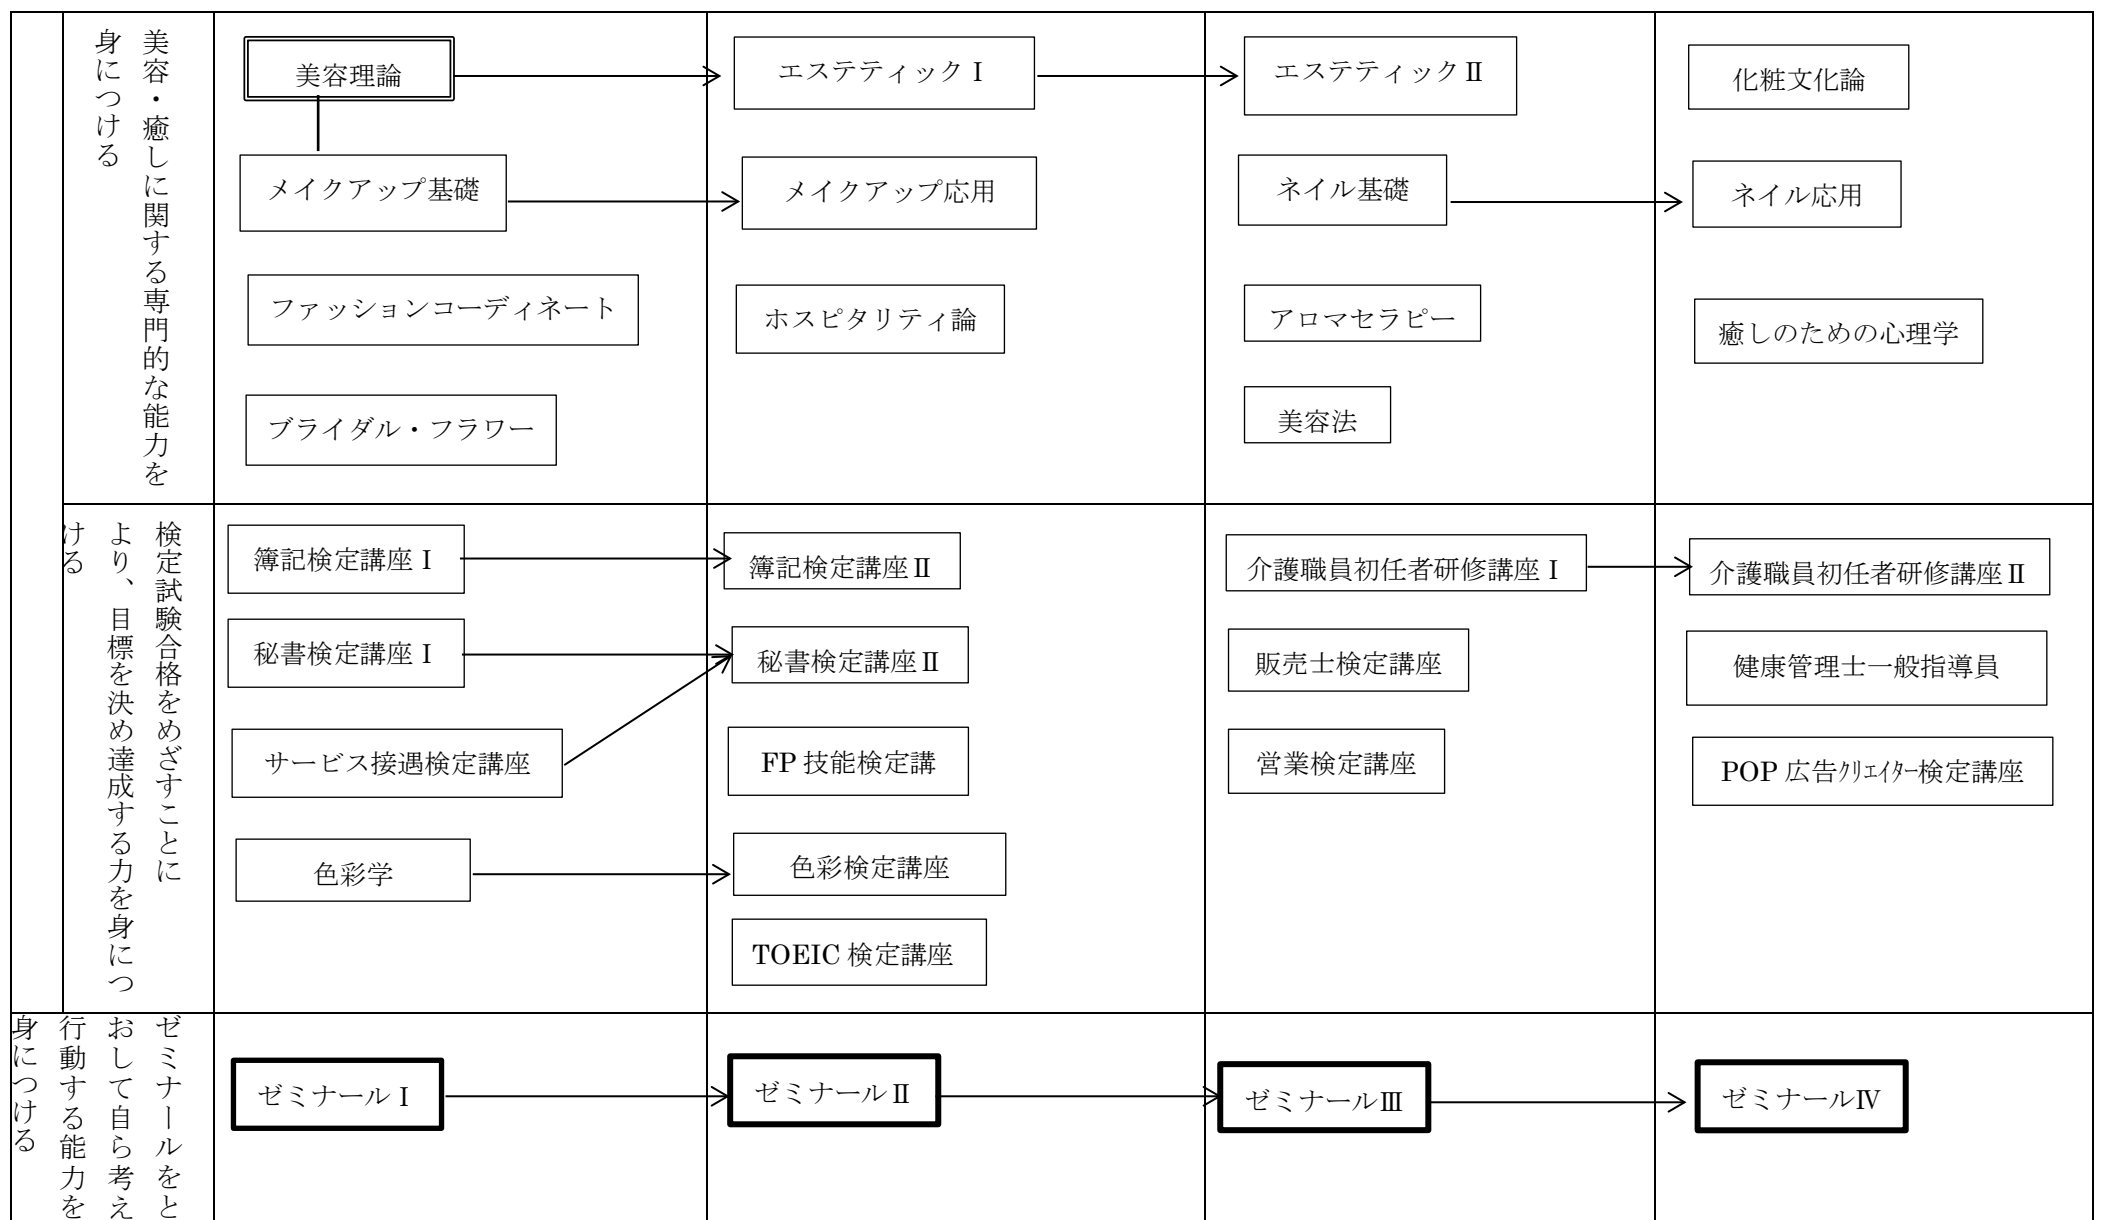 美容・癒しに関する専門的な能力を
身につける
美容理論
エステティックⅠ
エステティックⅡ
化粧文化論
メイクアップ基礎
メイクアップ応用
ネイル基礎
ネイル応用
ファッションコーディネート
ホスピタリティ論
アロマセラピー
癒しのための心理学
ブライダル・フラワー
美容法
検定試験合格をめざすことに
より、目標を決め達成する力を身につ
ける
簿記検定講座Ⅰ
簿記検定講座Ⅱ
介護職員初任者研修講座Ⅰ
介護職員初任者研修講座Ⅱ
秘書検定講座Ⅰ
秘書検定講座Ⅱ
販売士検定講座
健康管理士一般指導員
サービス接遇検定講座
FP 技能検定講
営業検定講座
POP 広告ｸﾘｴｲﾀｰ検定講座
色彩学
色彩検定講座
TOEIC 検定講座
ゼミナールをと
おして自ら考え
行動する能力を
身につける
ゼミナールⅠ
ゼミナールⅡ
ゼミナールⅢ
ゼミナールⅣ